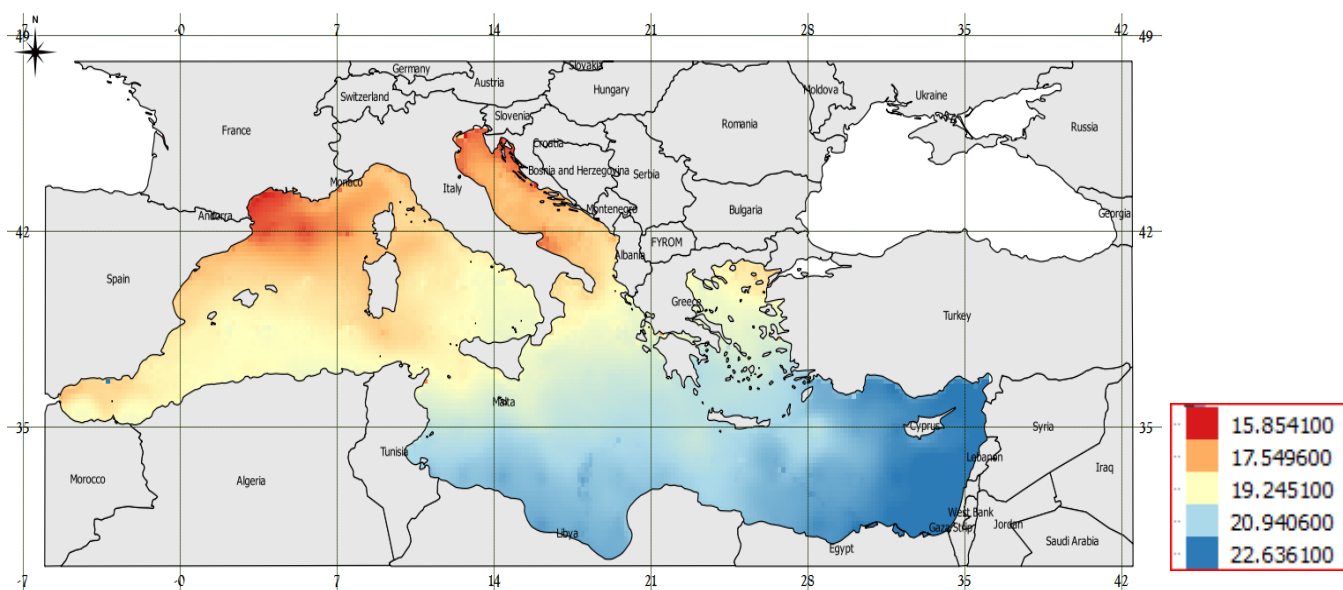 N
-7 -0 7 14 21 28 35 42
49 49
Germany
Slovakia
Austria
Switzerland
Hungary
Moldova
Ukraine
Slovenia
France
Romania
Russia
Croatia
Bosnia and Herzegovina
Serbia
Monaco
Italy
Andorra
Montenegro
Bulgaria
Georgia
42 42
FYROM
Albania
Spain
Greece
Turkey
Malta
35 35
Cyprus
Syria
Tunisia
Lebanon
Iraq
Morocco
Algeria
West Bank
Gaza Strip
Jordan
Libya
Saudi Arabia
Egypt
-7 -0 7 14 21 28 35 42
15.854100
17.549600
19.245100
20.940600
22.636100